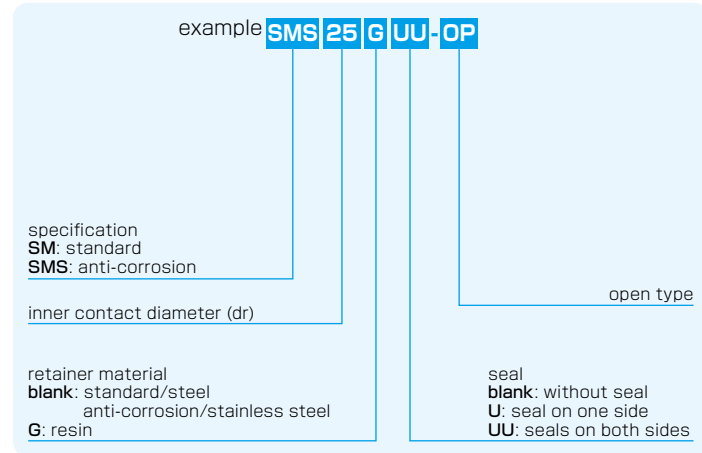 example SMS 25 G UU-OP
specification
SM: standard
SMS: anti-corrosion
inner contact diameter (dr)
open type
retainer material
blank: standard/steel
anti-corrosion/stainless steel
G: resin
seal
blank: without seal
U: seal on one side
UU: seals on both sides